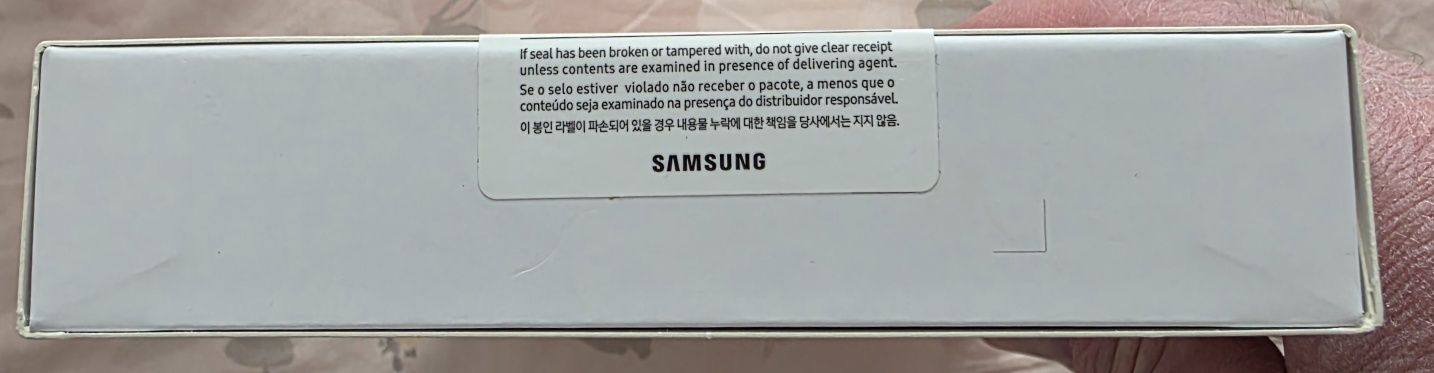 If seal has been broken or tampered with, do not give clear receipt
unless contents are examined in presence of delivering agent.
Se o selo estiver violado não receber o pacote, a menos que o
conteúdo seja examinado na presença do distribuidor responsável.
이 봉인 라벨이 파손되어 있을 경우 내용물 누락에 대한 책임을 당사에서는 지지 않음.
SAMSUNG